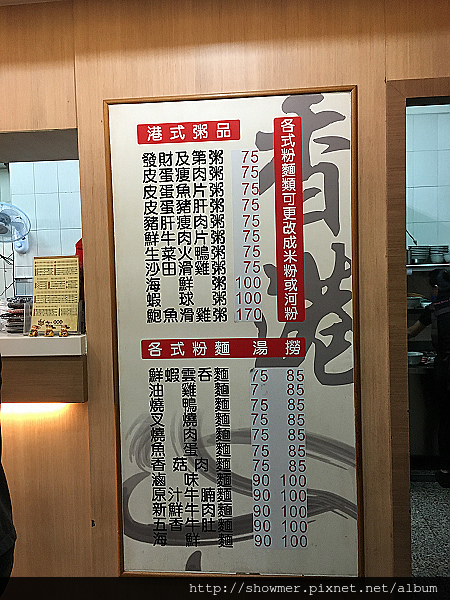 香港
港式粥品
發財及第粥 75
皮蛋瘦肉粥 75
皮蛋魚片粥 75
皮蛋豬肝粥 75
豬肝瘦肉粥 75
鮮牛肉片粥 75
生菜火鴨粥 75
沙田滑雞粥 75
海鮮粥 100
蝦球粥 100
鮑魚滑雞粥 170
各式粉麵類可更改成米粉或河粉
各式粉麵 湯 撈
鮮蝦雲吞麵 75 85
油雞麵 7 85
燒鴨麵 75 85
叉燒麵 75 85
燒肉麵 75 85
魚蛋麵 75 85
香菇肉麵 75 85
滷味麵 90 100
原汁牛腩麵 90 100
新鮮牛肉麵 90 100
五香牛肚麵 90 100
海鮮麵 90 100
http://showmer.pixnet.net/album